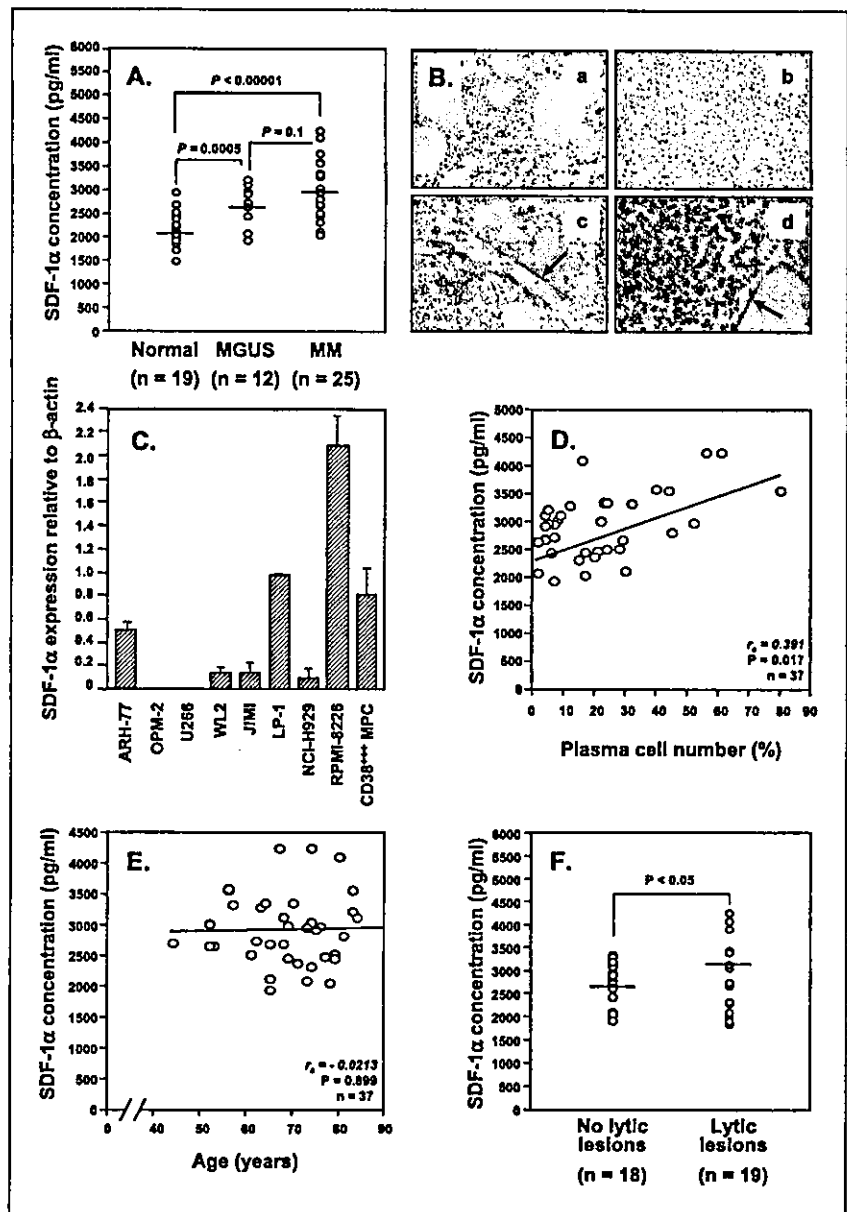 A.
SDF-1α concentration (pg/ml)
6000
5500
5000
4500
4000
3500
3000
2500
2000
1500
1000
500
0
P < 0.00001
P = 0.1
P = 0.0005
Normal MGUS MM
(n = 19) (n = 12) (n = 25)
B.
a
b
c
d
C.
SDF-1α expression relative to β-actin
2.4
2.2
2.0
1.8
1.6
1.4
1.2
1.0
0.8
0.6
0.4
0.2
0
ARH-77
OPM-2
U266
WL2
JIMI
LP-1
NCI-H929
RPMI-8226
CD38+++ MPC
D.
SDF-1α concentration (pg/ml)
5000
4500
4000
3500
3000
2500
2000
1500
1000
500
0
rs = 0.391
P = 0.017
n = 37
0 10 20 30 40 50 60 70 80 90
Plasma cell number (%)
E.
SDF-1α concentration (pg/ml)
4500
4000
3500
3000
2500
2000
1500
1000
500
0
rs = - 0.0213
P = 0.899
n = 37
0 40 50 60 70 80 90
Age (years)
F.
SDF-1α concentration (pg/ml)
6000
5500
5000
4500
4000
3500
3000
2500
2000
1500
1000
500
0
P < 0.05
No lytic lesions
Lytic lesions
(n = 18) (n = 19)